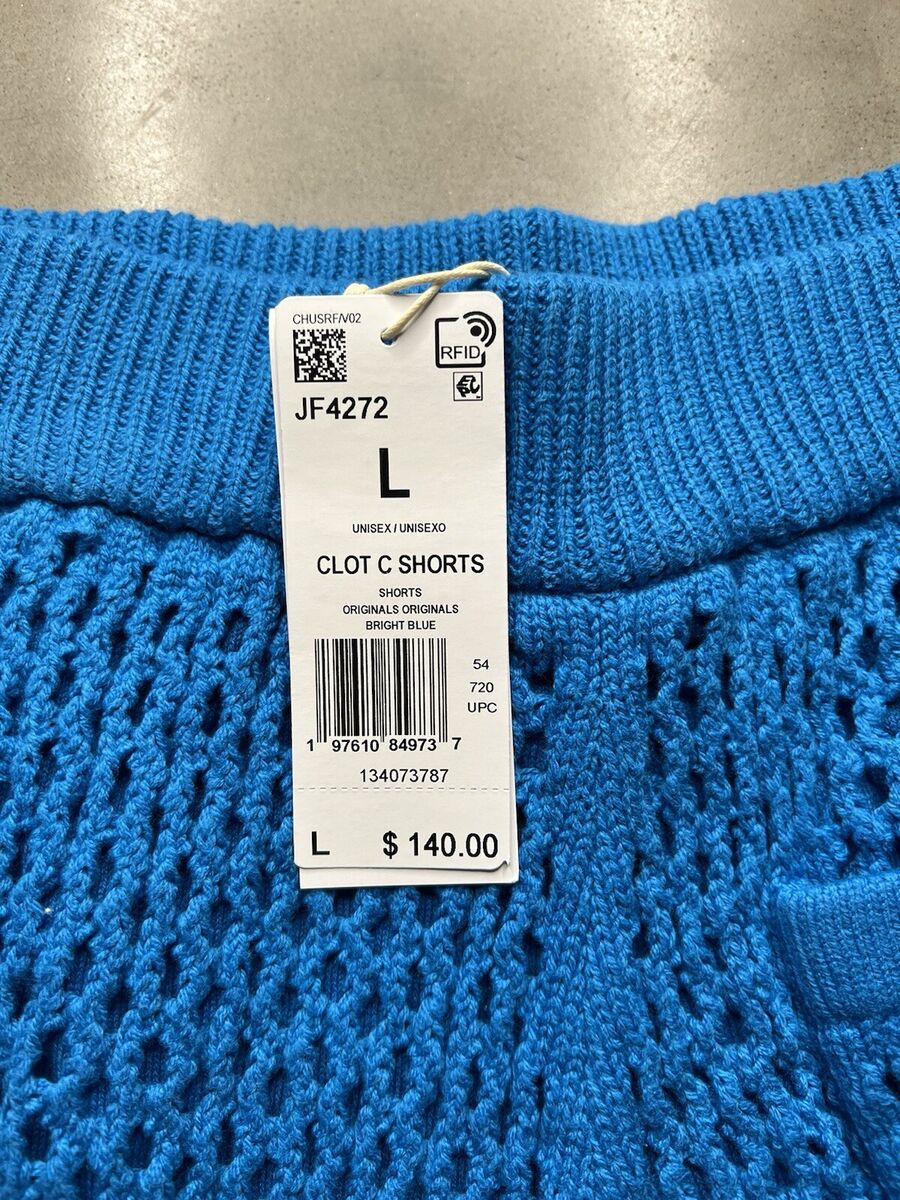 CHUSRF/V02
RFID
JF4272
L
UNISEX / UNISEXO
CLOT C SHORTS
SHORTS
ORIGINALS ORIGINALS
BRIGHT BLUE
54
720
UPC
1 97610 84973 7
134073787
L $ 140.00